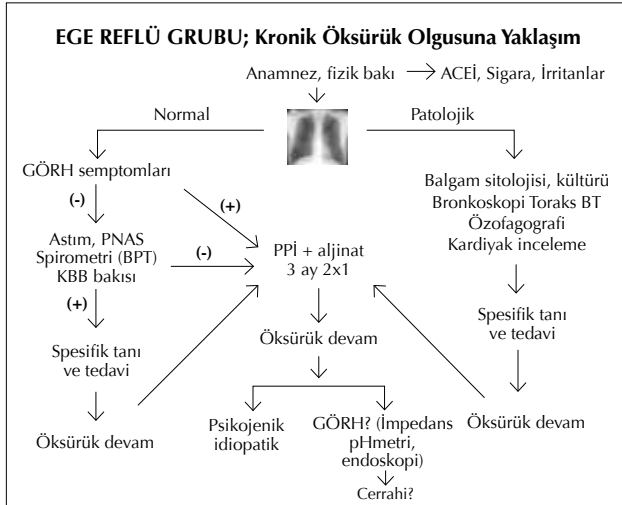 EGE REFLÜ GRUBU; Kronik Öksürük Olgusuna Yaklaşım
Anamnez, fizik bakı → ACEİ, Sigara, İrritanlar
Normal
Patolojik
GÖRH semptomları
(-)
(+)
Astım, PNAS
Spirometri (BPT)
KBB bakısı
(-)
(+)
PPİ + aljinat
3 ay 2x1
Balgam sitolojisi, kültürü
Bronkoskopi Toraks BT
Özofagografi
Kardiyak inceleme
Spesifik tanı
ve tedavi
Öksürük devam
Öksürük devam
Spesifik tanı
ve tedavi
Öksürük devam
Psikojenik
idiopatik
GÖRH? (İmpedans
pHmetri,
endoskopi)
Cerrahi?